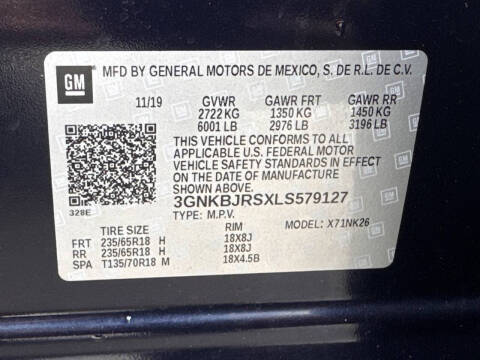 GM
MFD BY GENERAL MOTORS DE MEXICO, S. DE R.L. DE C.V.
11/19 GVWR GAWR FRT GAWR RR
2722 KG 1350 KG 1450 KG
6001 LB 2976 LB 3196 LB
THIS VEHICLE CONFORMS TO ALL
APPLICABLE U.S. FEDERAL MOTOR
VEHICLE SAFETY STANDARDS IN EFFECT
ON THE DATE OF MANUFACTURE
SHOWN ABOVE.
3GNKBJRSXLS579127
328E
TYPE: M.P.V. MODEL: X71NK26
TIRE SIZE RIM
FRT 235/65R18 H 18X8J
RR 235/65R18 H 18X8J
SPA T135/70R18 M 18X4.5B